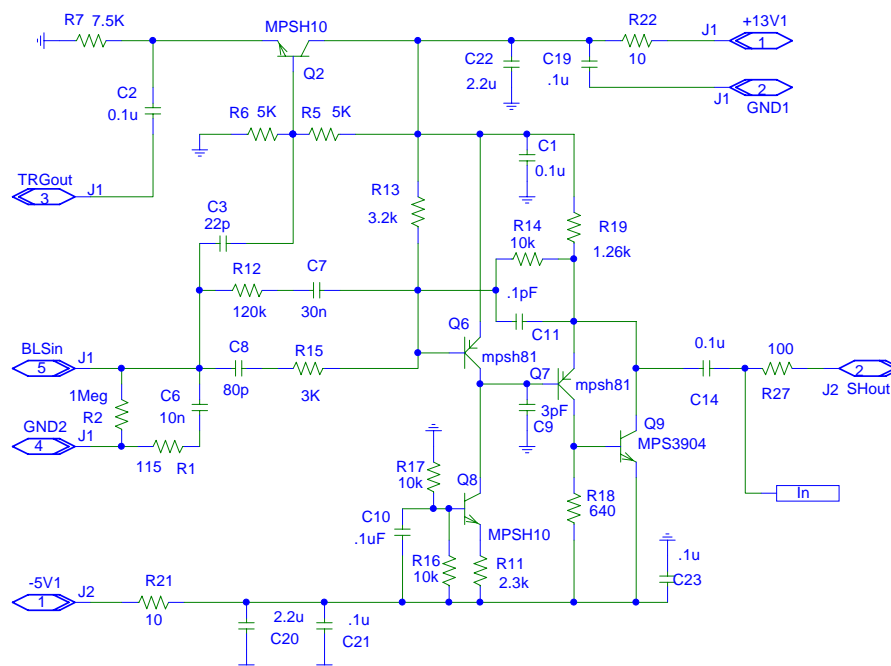 R7 7.5K
MPSH10
Q2
R22
10
J1
+13V1
1
C22
2.2u
C19
.1u
J1
2
GND1
C2
0.1u
R6 5K
R5 5K
C1
0.1u
TRGout
3
J1
C3
22p
R13
3.2k
R14
10k
R19
1.26k
R12
120k
C7
30n
.1pF
C11
Q6
mpsh81
BLSin
5
J1
C8
80p
R15
3K
Q7
mpsh81
0.1u
C14
100
R27
J2
2
SHout
1Meg
R2
C6
10n
3pF
C9
Q9
MPS3904
GND2
4
J1
115
R1
R17
10k
Q8
R18
640
In
C10
.1uF
MPSH10
R16
10k
R11
2.3k
.1u
C23
-5V1
1
J2
R21
10
2.2u
C20
.1u
C21